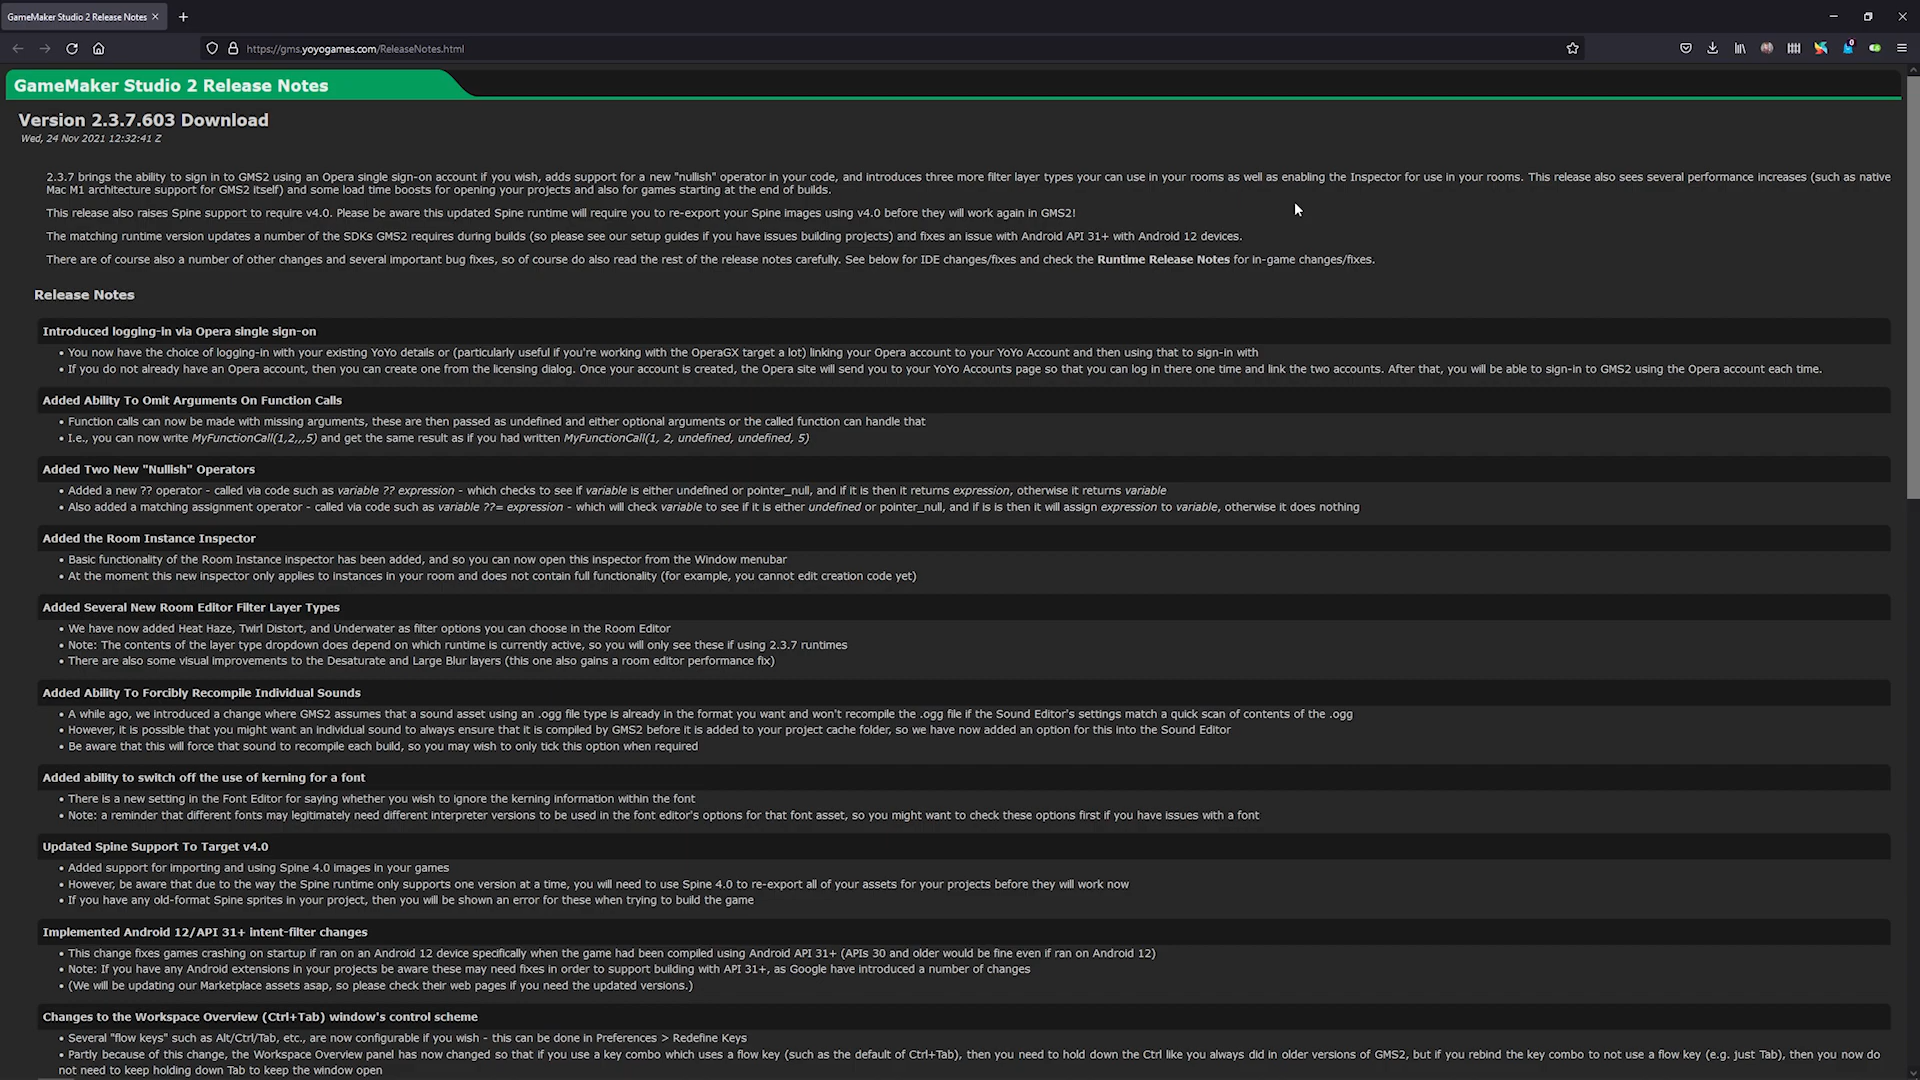 GameMaker Studio 2 Release Notes
https://gms.yoyogames.com/ReleaseNotes.html
GameMaker Studio 2 Release Notes
Version 2.3.7.603 Download
Wed, 24 Nov 2021 12:32:41 Z
2.3.7 brings the ability to sign in to GMS2 using an Opera single sign-on account if you wish, adds support for a new "nullish" operator in your code, and introduces three more filter layer types your can use in your rooms as well as enabling the Inspector for use in your rooms. This release also sees several performance increases (such as native
Mac M1 architecture support for GMS2 itself) and some load time boosts for opening your projects and also for games starting at the end of builds.
This release also raises Spine support to require v4.0. Please be aware this updated Spine runtime will require you to re-export your Spine images using v4.0 before they will work again in GMS2!
The matching runtime version updates a number of the SDKs GMS2 requires during builds (so please see our setup guides if you have issues building projects) and fixes an issue with Android API 31+ with Android 12 devices.
There are of course also a number of other changes and several important bug fixes, so of course do also read the rest of the release notes carefully. See below for IDE changes/fixes and check the Runtime Release Notes for in-game changes/fixes.
Release Notes
Introduced logging-in via Opera single sign-on
• You now have the choice of logging-in with your existing YoYo details or (particularly useful if you're working with the OperaGX target a lot) linking your Opera account to your YoYo Account and then using that to sign-in with
• If you do not already have an Opera account, then you can create one from the licensing dialog. Once your account is created, the Opera site will send you to your YoYo Accounts page so that you can log in there one time and link the two accounts. After that, you will be able to sign-in to GMS2 using the Opera account each time.
Added Ability To Omit Arguments On Function Calls
• Function calls can now be made with missing arguments, these are then passed as undefined and either optional arguments or the called function can handle that
• I.e., you can now write MyFunctionCall(1,2,,,5) and get the same result as if you had written MyFunctionCall(1, 2, undefined, undefined, 5)
Added Two New "Nullish" Operators
• Added a new ?? operator - called via code such as variable ?? expression - which checks to see if variable is either undefined or pointer_null, and if it is then it returns expression, otherwise it returns variable
• Also added a matching assignment operator - called via code such as variable ??= expression - which will check variable to see if it is either undefined or pointer_null, and if is is then it will assign expression to variable, otherwise it does nothing
Added the Room Instance Inspector
• Basic functionality of the Room Instance inspector has been added, and so you can now open this inspector from the Window menubar
• At the moment this new inspector only applies to instances in your room and does not contain full functionality (for example, you cannot edit creation code yet)
Added Several New Room Editor Filter Layer Types
• We have now added Heat Haze, Twirl Distort, and Underwater as filter options you can choose in the Room Editor
• Note: The contents of the layer type dropdown does depend on which runtime is currently active, so you will only see these if using 2.3.7 runtimes
• There are also some visual improvements to the Desaturate and Large Blur layers (this one also gains a room editor performance fix)
Added Ability To Forcibly Recompile Individual Sounds
• A while ago, we introduced a change where GMS2 assumes that a sound asset using an .ogg file type is already in the format you want and won't recompile the .ogg file if the Sound Editor's settings match a quick scan of contents of the .ogg
• However, it is possible that you might want an individual sound to always ensure that it is compiled by GMS2 before it is added to your project cache folder, so we have now added an option for this into the Sound Editor
• Be aware that this will force that sound to recompile each build, so you may wish to only tick this option when required
Added ability to switch off the use of kerning for a font
• There is a new setting in the Font Editor for saying whether you wish to ignore the kerning information within the font
• Note: a reminder that different fonts may legitimately need different interpreter versions to be used in the font editor's options for that font asset, so you might want to check these options first if you have issues with a font
Updated Spine Support To Target v4.0
• Added support for importing and using Spine 4.0 images in your games
• However, be aware that due to the way the Spine runtime only supports one version at a time, you will need to use Spine 4.0 to re-export all of your assets for your projects before they will work now
• If you have any old-format Spine sprites in your project, then you will be shown an error for these when trying to build the game
Implemented Android 12/API 31+ intent-filter changes
• This change fixes games crashing on startup if ran on an Android 12 device specifically when the game had been compiled using Android API 31+ (APIs 30 and older would be fine even if ran on Android 12)
• Note: If you have any Android extensions in your projects be aware these may need fixes in order to support building with API 31+, as Google have introduced a number of changes
• (We will be updating our Marketplace assets asap, so please check their web pages if you need the updated versions.)
Changes to the Workspace Overview (Ctrl+Tab) window's control scheme
• Several "flow keys" such as Alt/Ctrl/Tab, etc., are now configurable if you wish - this can be done in Preferences > Redefine Keys
• Partly because of this change, the Workspace Overview panel has now changed so that if you use a key combo which uses a flow key (such as the default of Ctrl+Tab), then you need to hold down the Ctrl like you always did in older versions of GMS2, but if you rebind the key combo to not use a flow key (e.g. just Tab), then you now do
not need to keep holding down Tab to keep the window open